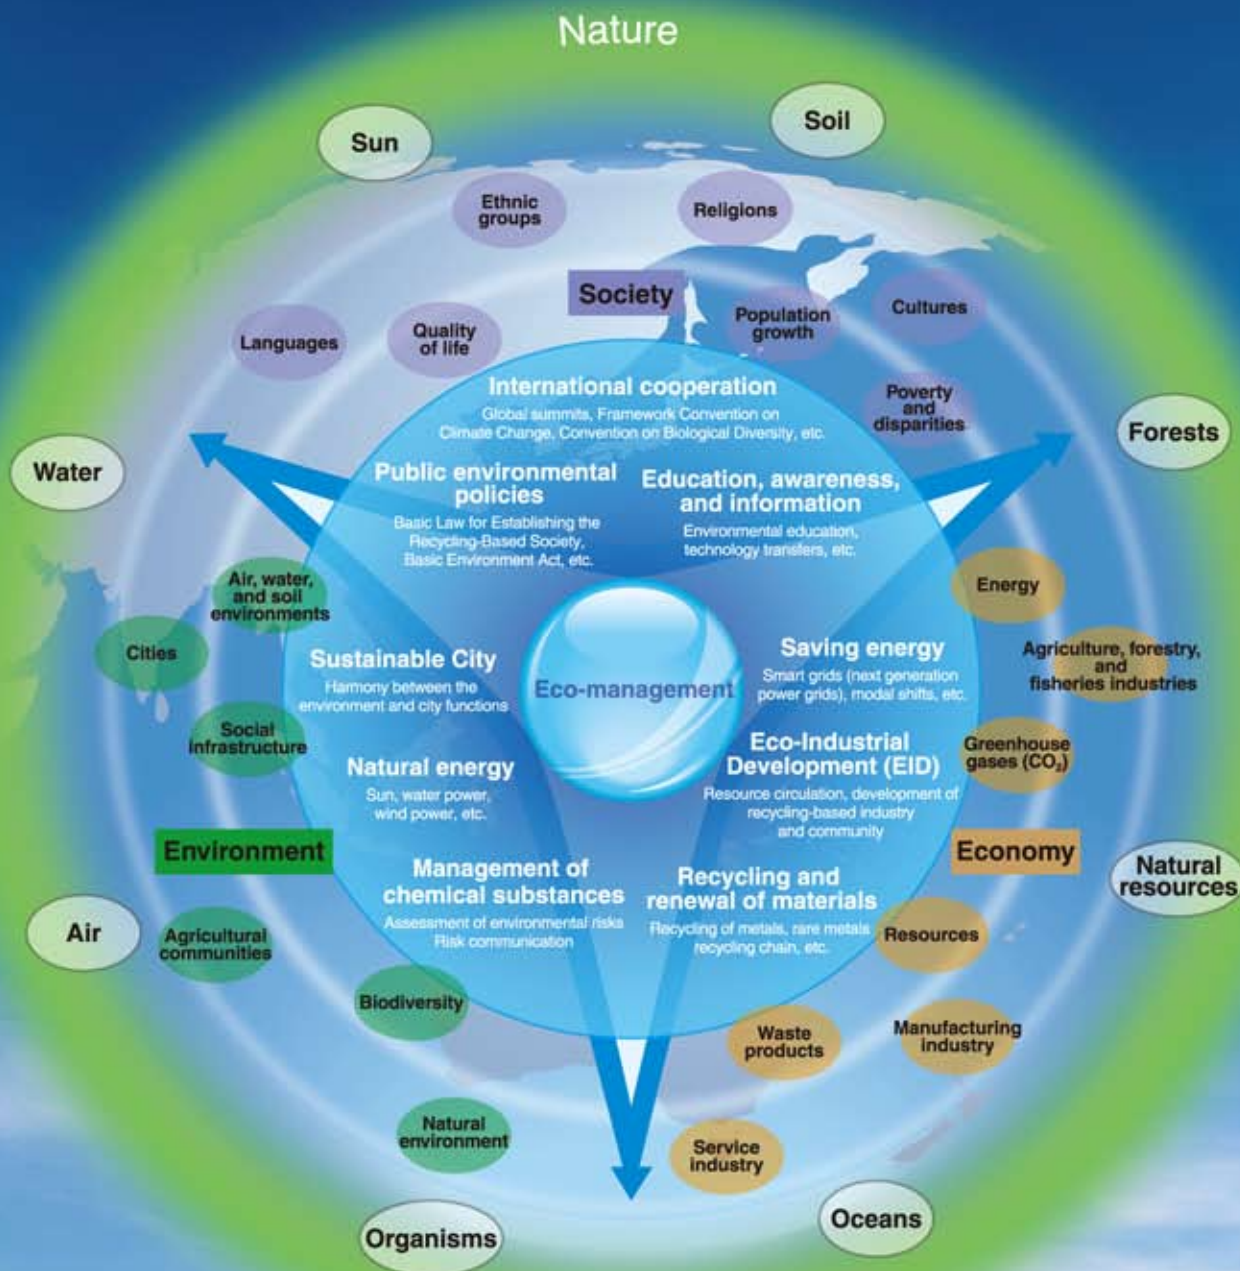 Nature
Sun
Soil
Ethnic
groups
Religions
Society
Languages
Quality
of life
Population
growth
Cultures
Poverty
and
disparities
Water
Forests
International cooperation
Global summits, Framework Convention on
Climate Change, Convention on Biological Diversity, etc.
Public environmental
policies
Basic Law for Establishing the
Recycling-Based Society,
Basic Environment Act, etc.
Education, awareness,
and information
Environmental education,
technology transfers, etc.
Air, water,
and soil
environments
Cities
Social
infrastructure
Energy
Agriculture, forestry,
and
fisheries industries
Greenhouse
gases (CO₂)
Sustainable City
Harmony between the
environment and city functions
Eco-management
Saving energy
Smart grids (next generation
power grids), modal shifts, etc.
Natural energy
Sun, water power,
wind power, etc.
Eco-Industrial
Development (EID)
Resource circulation, development of
recycling-based industry
and community
Environment
Economy
Management of
chemical substances
Assessment of environmental risks
Risk communication
Recycling and
renewal of materials
Recycling of metals, rare metals
recycling chain, etc.
Natural
resources
Air
Agricultural
communities
Resources
Biodiversity
Waste
products
Manufacturing
industry
Natural
environment
Service
industry
Organisms
Oceans